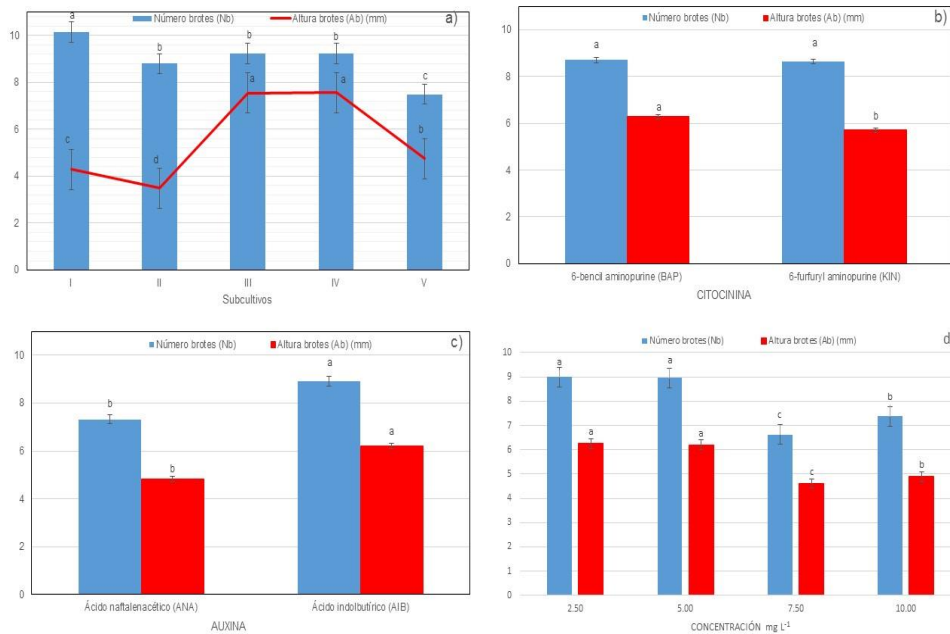 Número brotes (Nb) Altura brotes (Ab) (mm) a)
10
8
6
4
2
0
a b b b c
c d a a b
I II III IV V
Subcultivos
Número brotes (Nb) Altura brotes (Ab) (mm) b)
10
8
6
4
2
0
a a a b
6-bencil aminopurine (BAP) 6-furfuryl aminopurine (KIN)
CITOCININA
Número brotes (Nb) Altura brotes (Ab) (mm) c)
10
8
6
4
2
0
b b a a
Ácido naftalenacético (ANA) Ácido indolbutírico (AIB)
AUXINA
Número brotes (Nb) Altura brotes (Ab) (mm) d
10
9
8
7
6
5
4
3
2
1
0
a a a a c c b b
2.50 5.00 7.50 10.00
CONCENTRACIÓN mg L⁻¹